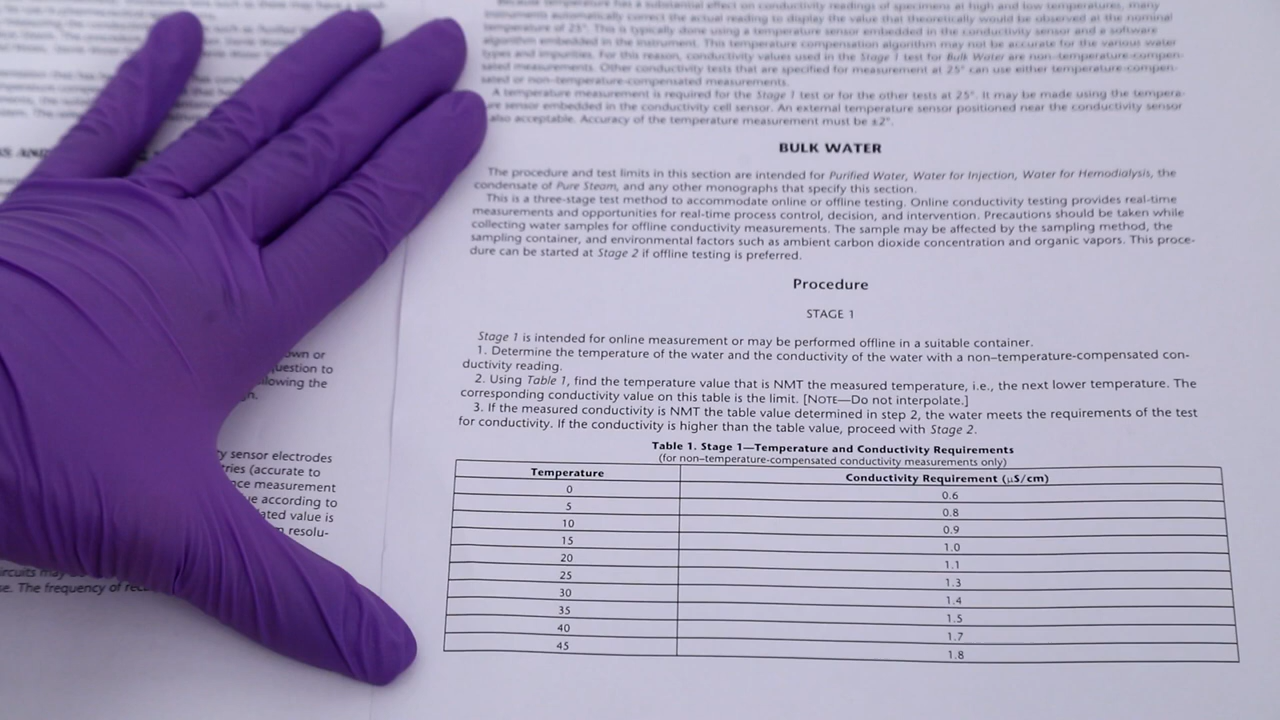 Because temperature has a substantial effect on conductivity readings of specimens at high and low temperatures, many
instruments automatically correct the actual reading to display the value that theoretically would be observed at the nominal
temperature of 25°. This is typically done using a temperature sensor embedded in the conductivity sensor and a software
algorithm embedded in the instrument. This temperature compensation algorithm may not be accurate for the various water
types and impurities. For this reason, conductivity values used in the Stage 1 test for Bulk Water are non–temperature-compen-
sated measurements. Other conductivity tests that are specified for measurement at 25° can use either temperature-compen-
sated or non–temperature-compensated measurements.
A temperature measurement is required for the Stage 1 test or for the other tests at 25°. It may be made using the tempera-
re sensor embedded in the conductivity cell sensor. An external temperature sensor positioned near the conductivity sensor
also acceptable. Accuracy of the temperature measurement must be ±2°.
BULK WATER
The procedure and test limits in this section are intended for Purified Water, Water for Injection, Water for Hemodialysis, the
condensate of Pure Steam, and any other monographs that specify this section.
This is a three-stage test method to accommodate online or offline testing. Online conductivity testing provides real-time
measurements and opportunities for real-time process control, decision, and intervention. Precautions should be taken while
collecting water samples for offline conductivity measurements. The sample may be affected by the sampling method, the
sampling container, and environmental factors such as ambient carbon dioxide concentration and organic vapors. This proce-
dure can be started at Stage 2 if offline testing is preferred.
Procedure
STAGE 1
Stage 1 is intended for online measurement or may be performed offline in a suitable container.
1. Determine the temperature of the water and the conductivity of the water with a non–temperature-compensated con-
ductivity reading.
2. Using Table 1, find the temperature value that is NMT the measured temperature, i.e., the next lower temperature. The
corresponding conductivity value on this table is the limit. [NOTE—Do not interpolate.]
3. If the measured conductivity is NMT the table value determined in step 2, the water meets the requirements of the test
for conductivity. If the conductivity is higher than the table value, proceed with Stage 2.
Table 1. Stage 1—Temperature and Conductivity Requirements
(for non–temperature-compensated conductivity measurements only)
Temperature Conductivity Requirement (µS/cm)
0 0.6
5 0.8
10 0.9
15 1.0
20 1.1
25 1.3
30 1.4
35 1.5
40 1.7
45 1.8
own or
uestion to
lowing the
y sensor electrodes
tries (accurate to
nce measurement
ue according to
ated value is
resolu-
ircuits may
se. The frequency of